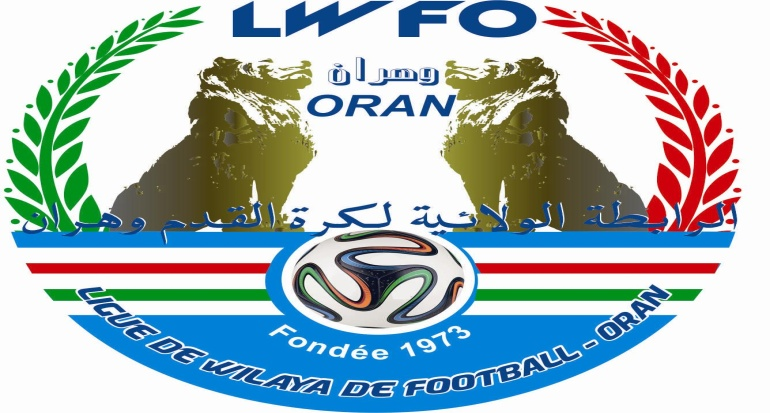 LWFO
وهران
ORAN
الرابطة الولائية لكرة القدم وهران
Fondée 1973
LIGUE DE WILAYA DE FOOTBALL - ORAN